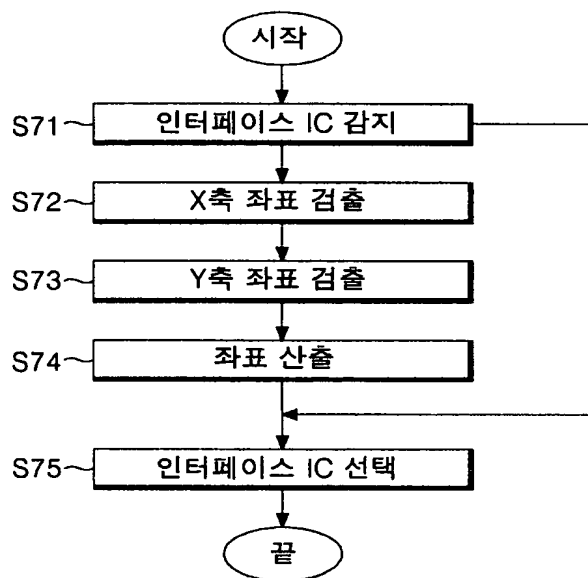 시작
S71 인터페이스 IC 감지
S72 X축 좌표 검출
S73 Y축 좌표 검출
S74 좌표 산출
S75 인터페이스 IC 선택
끝